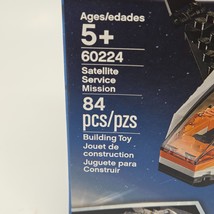 Ages/edades
5+
60224
Satellite
Service
Mission
84
pcs/pzs
Building Toy
Jouet de
construction
Juguete para
Construir